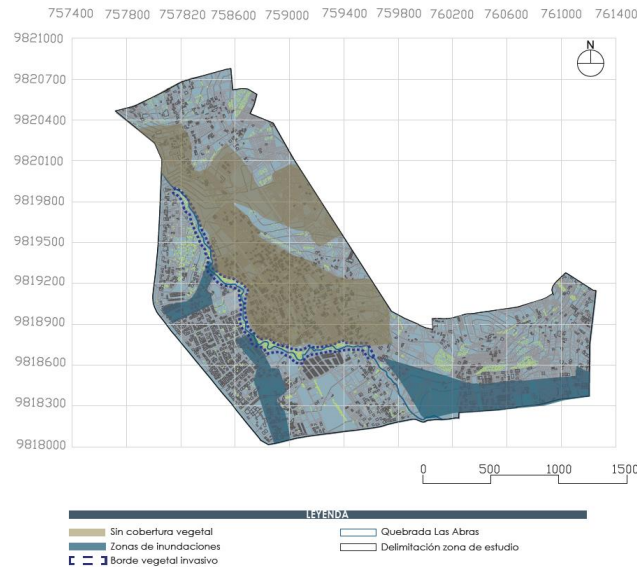 757400 757800 758200 758600 759000 759400 759800 760200 760600 761000 761400
9821000
N
9820700
9820400
9820100
9819800
9819500
9819200
9818900
9818600
9818300
9818000
0 500 1000 1500
LEYENDA
Sin cobertura vegetal
Quebrada Las Abras
Zonas de inundaciones
Delimitación zona de estudio
Borde vegetal invasivo